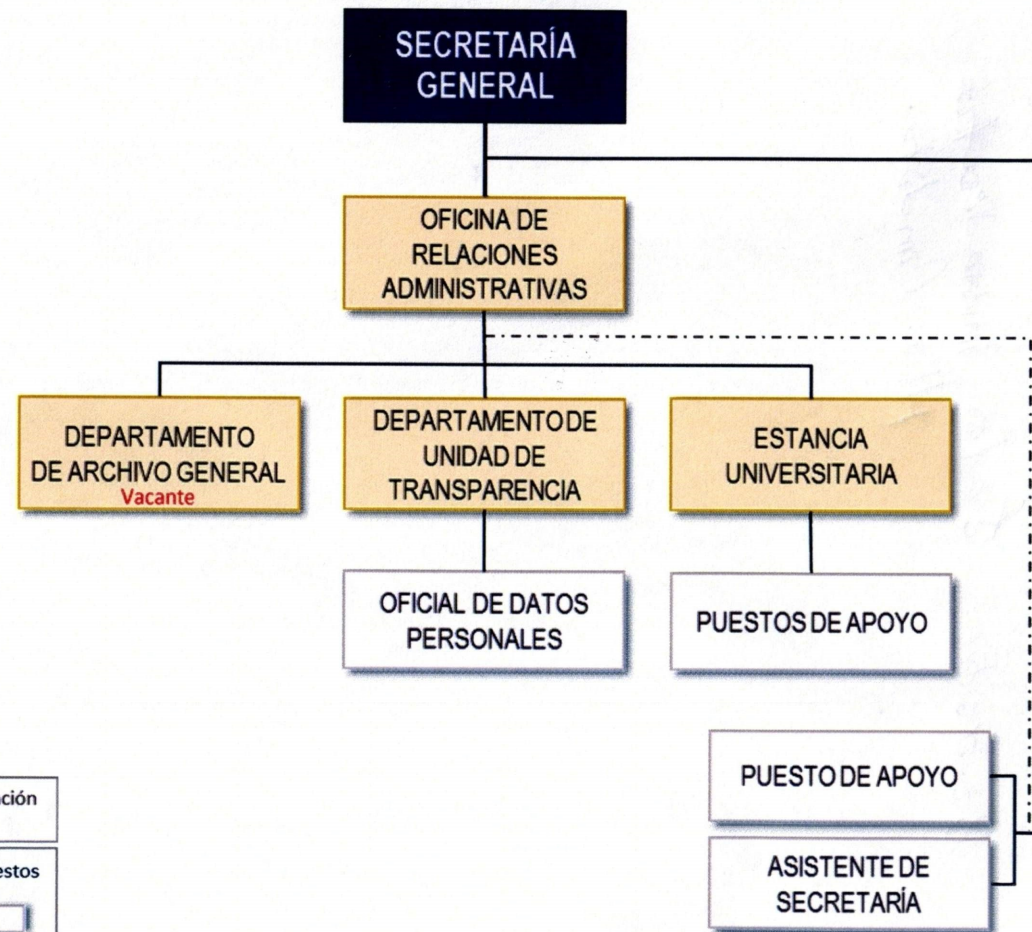 SECRETARÍA
GENERAL
OFICINA DE
RELACIONES
ADMINISTRATIVAS
DEPARTAMENTO
DE ARCHIVO GENERAL
Vacante
DEPARTAMENTO DE
UNIDAD DE
TRANSPARENCIA
ESTANCIA
UNIVERSITARIA
OFICIAL DE DATOS
PERSONALES
PUESTOS DE APOYO
PUESTO DE APOYO
ASISTENTE DE
SECRETARÍA